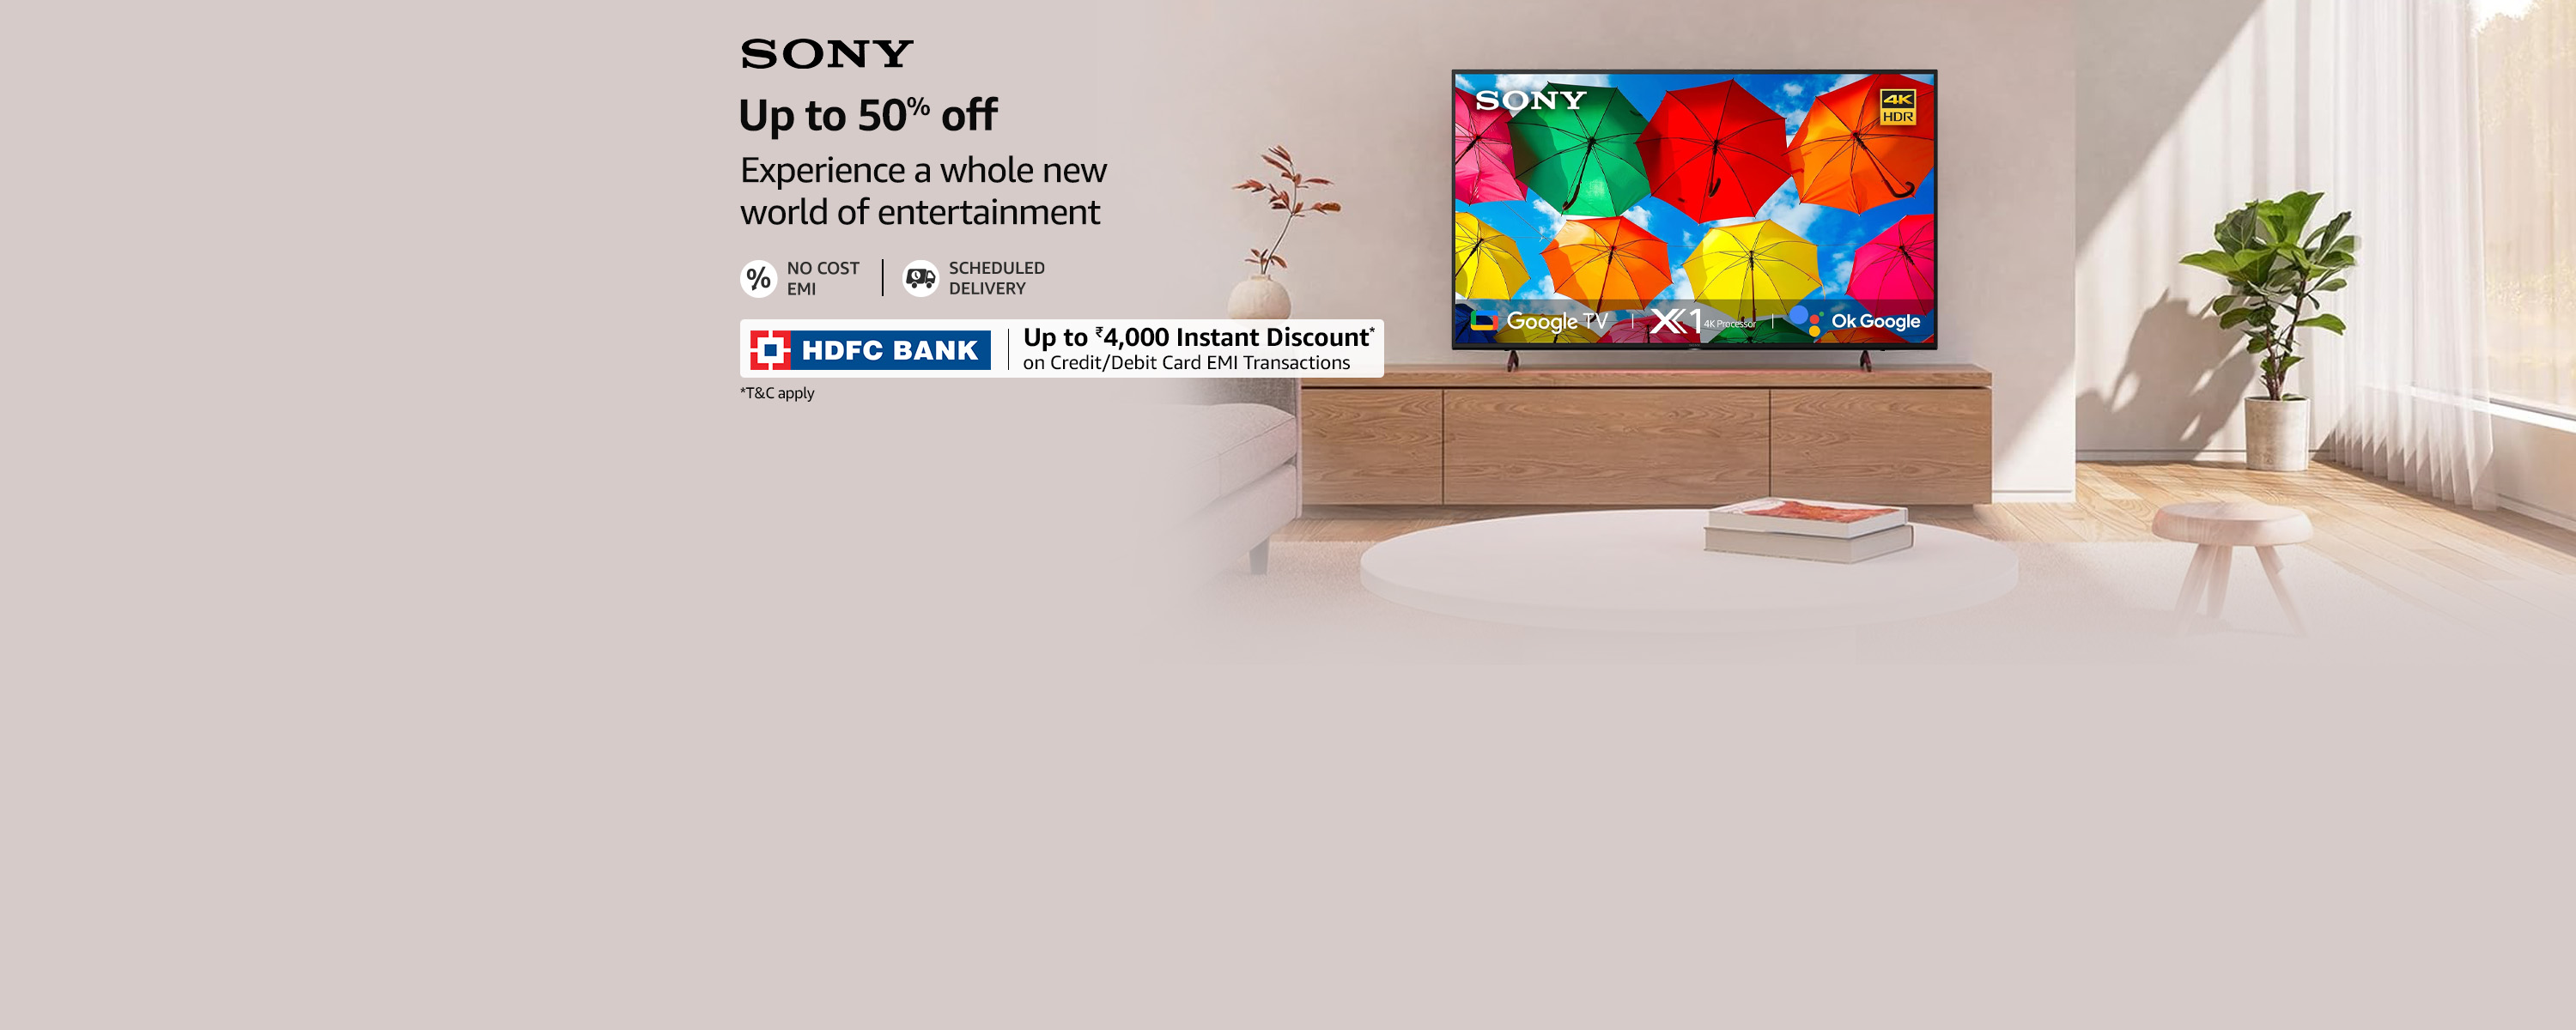 SONY
Up to 50% off
Experience a whole new
world of entertainment
NO COST
EMI
SCHEDULED
DELIVERY
HDFC BANK
Up to ₹4,000 Instant Discount*
on Credit/Debit Card EMI Transactions
*T&C apply
SONY
4K
HDR
Google TV
X1 4K Processor
Ok Google